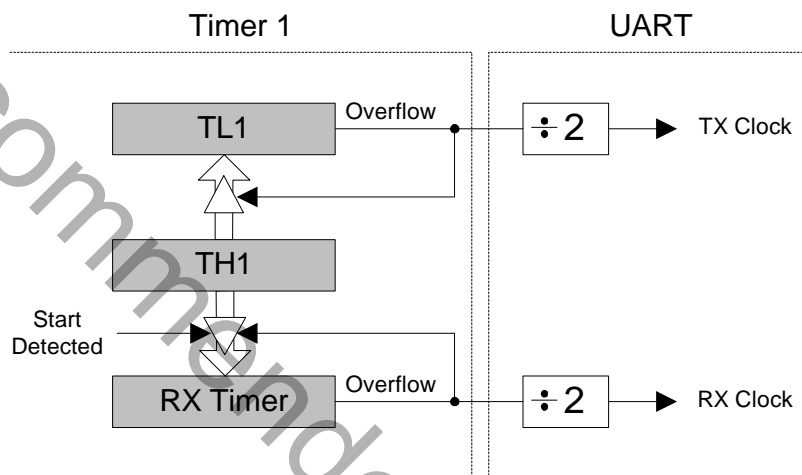 Timer 1
UART
TL1
Overflow
÷ 2
TX Clock
TH1
Start
Detected
RX Timer
Overflow
÷ 2
RX Clock